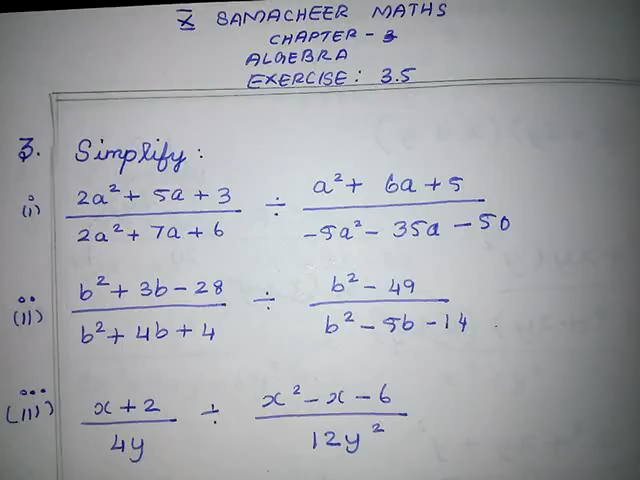 X SAMACHEER MATHS
CHAPTER - 3
ALGEBRA
EXERCISE: 3.5
3. Simplify:
(i) (2a² + 5a + 3)/(2a² + 7a + 6) ÷ (a² + 6a + 5)/(-5a² - 35a - 50)
(ii) (b² + 3b - 28)/(b² + 4b + 4) ÷ (b² - 49)/(b² - 5b - 14)
(iii) (x + 2)/(4y) ÷ (x² - x - 6)/(12y²)